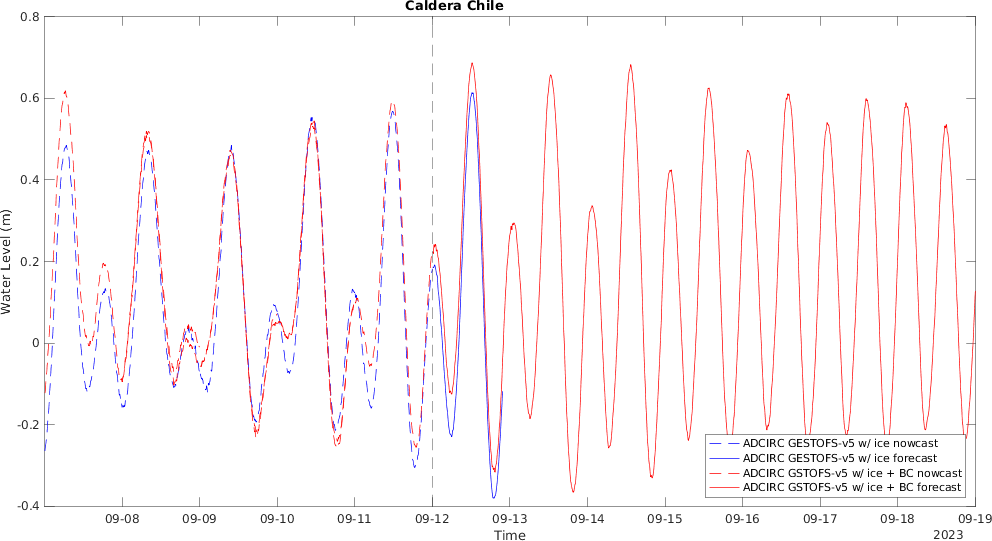 Caldera Chile
0.8
0.6
0.4
0.2
0
-0.2
-0.4
Water Level (m)
ADCIRC GESTOFS-v5 w/ ice nowcast
ADCIRC GESTOFS-v5 w/ ice forecast
ADCIRC GSTOFS-v5 w/ ice + BC nowcast
ADCIRC GSTOFS-v5 w/ ice + BC forecast
09-08 09-09 09-10 09-11 09-12 09-13 09-14 09-15 09-16 09-17 09-18 09-19
Time
2023